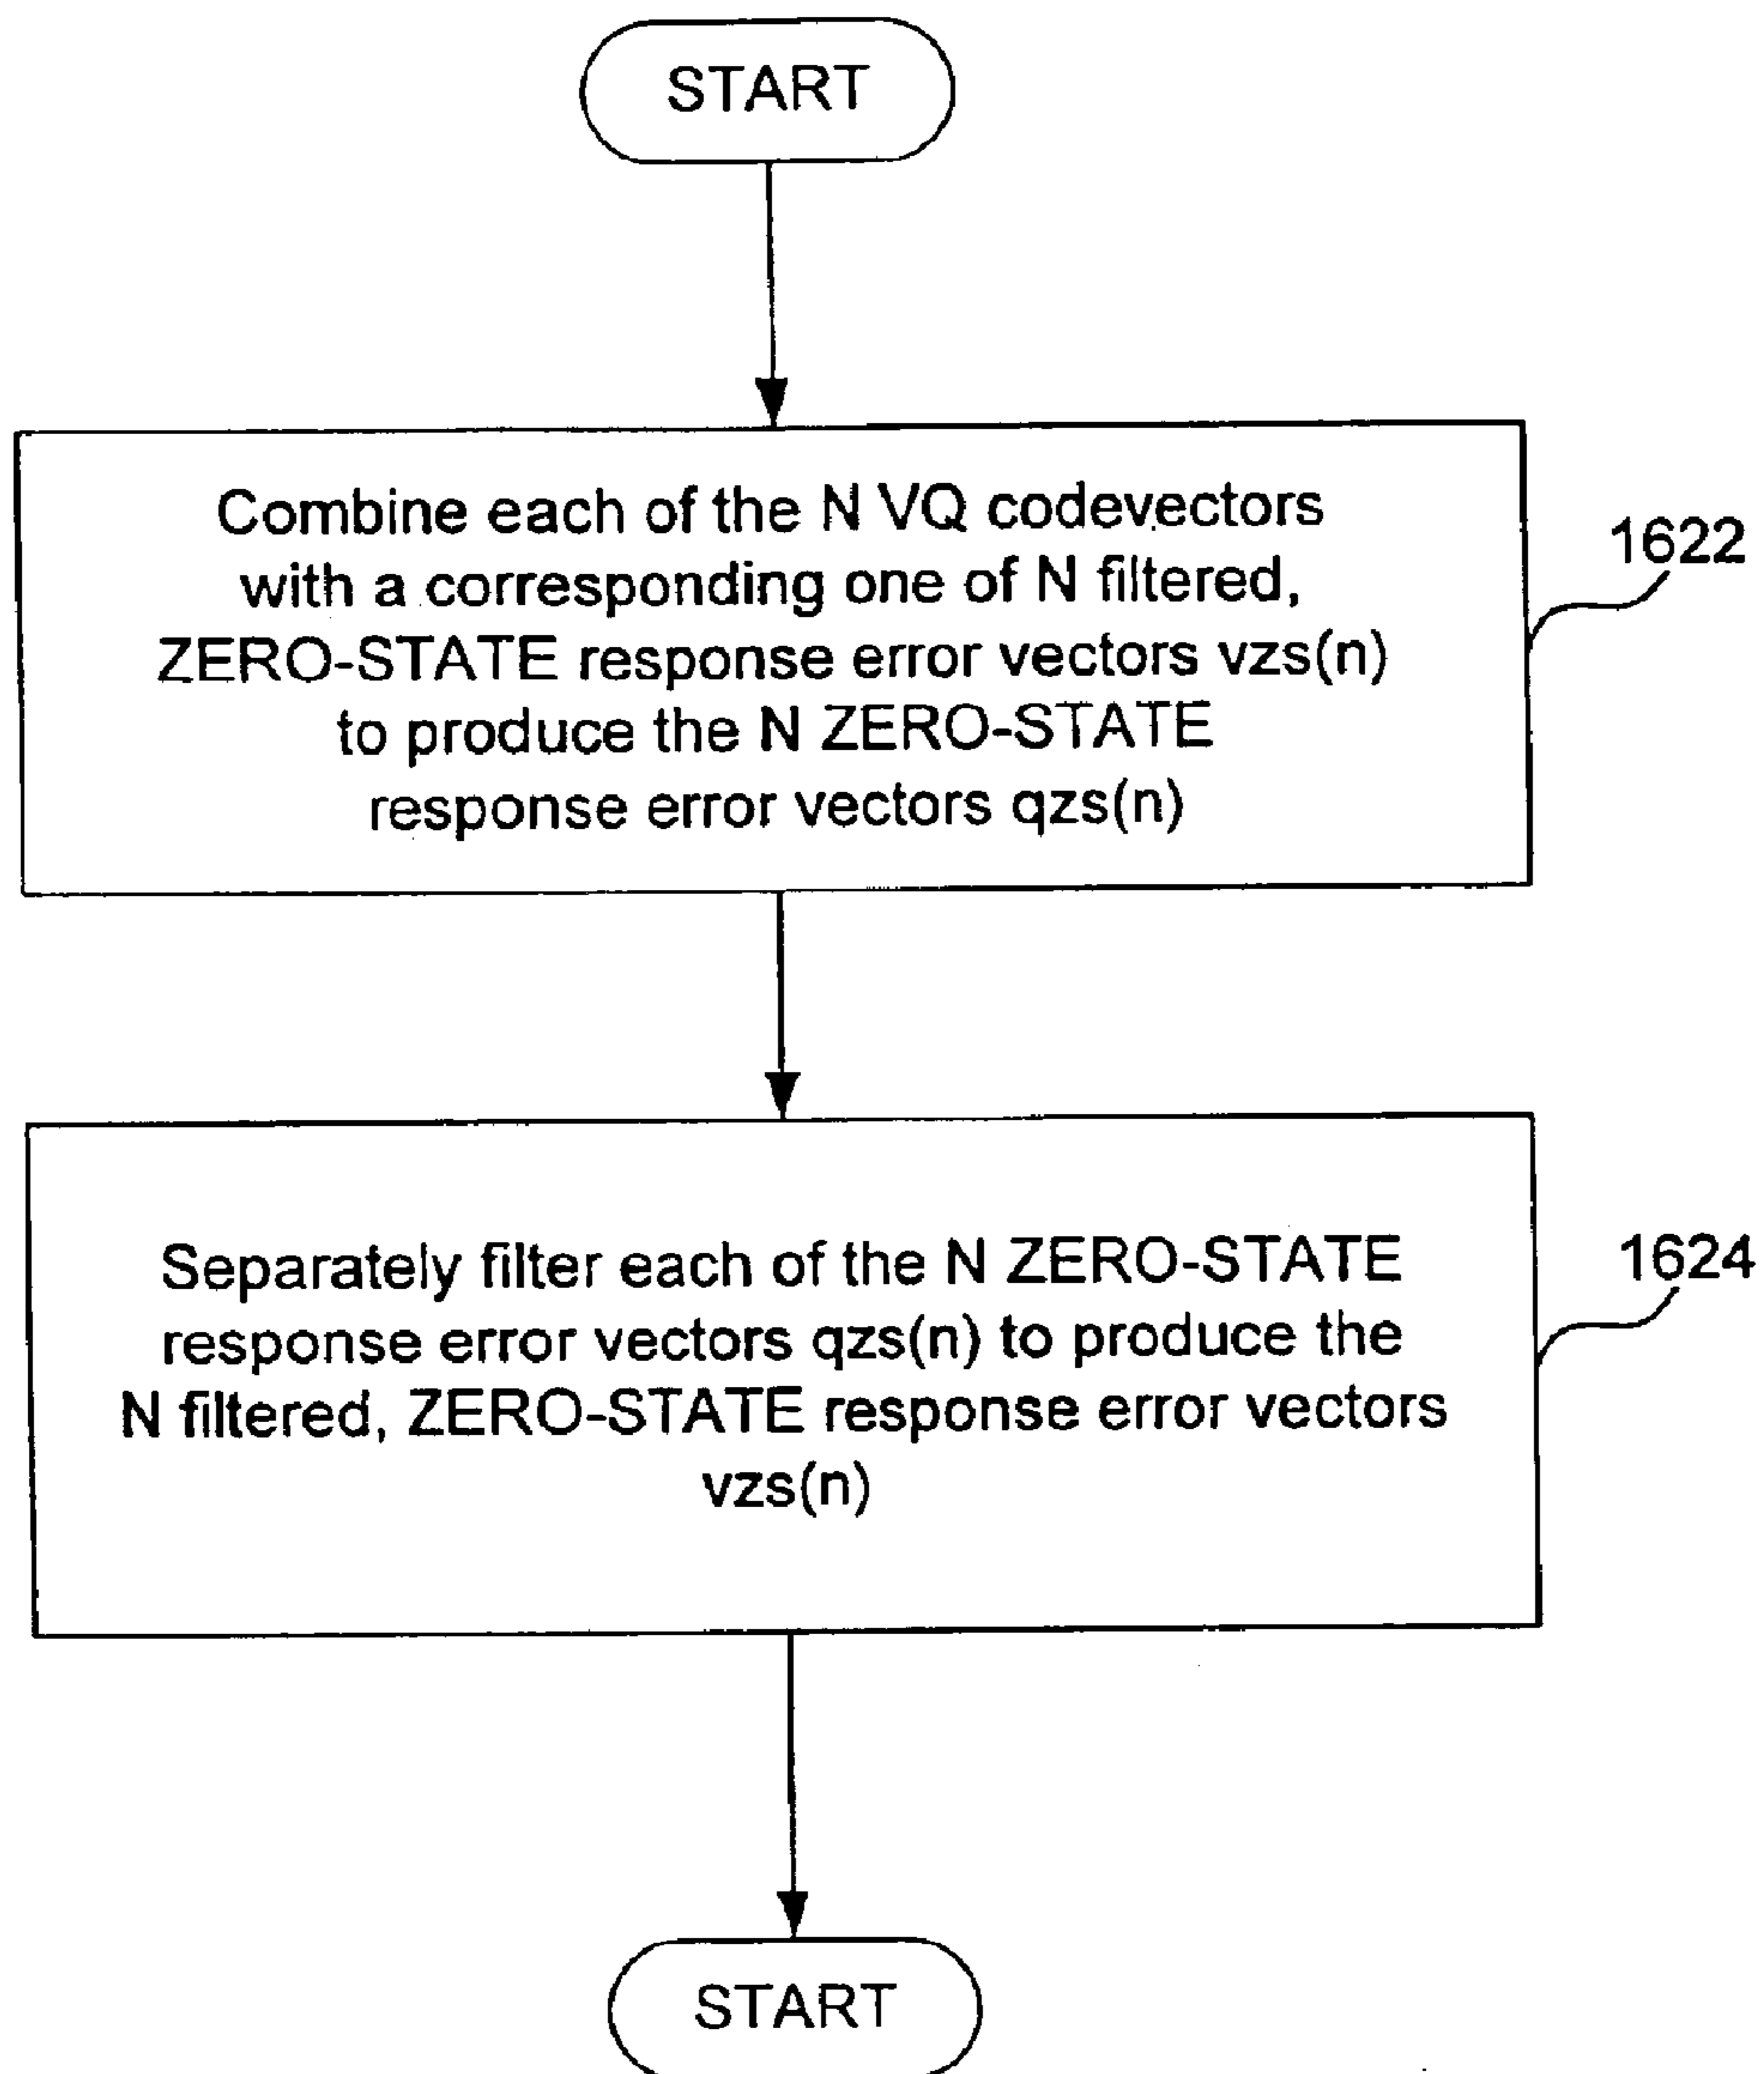 START
Combine each of the N VQ codevectors
with a corresponding one of N filtered,
ZERO-STATE response error vectors vzs(n)
to produce the N ZERO-STATE
response error vectors qzs(n)
1622
Separately filter each of the N ZERO-STATE
response error vectors qzs(n) to produce the
N filtered, ZERO-STATE response error vectors
vzs(n)
1624
START